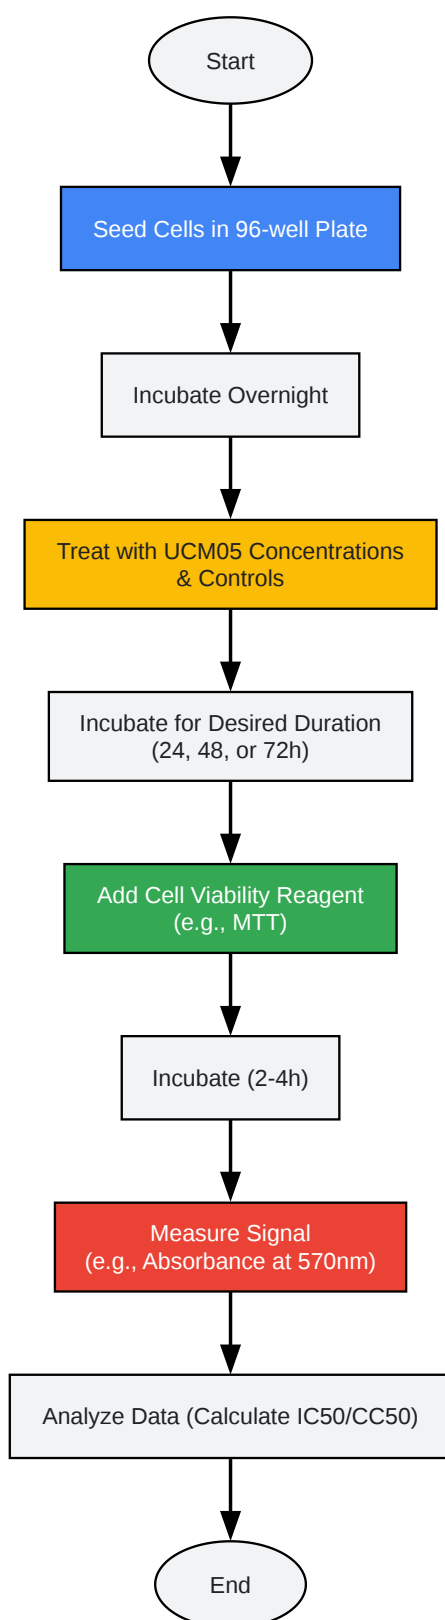 Start
Seed Cells in 96-well Plate
Incubate Overnight
Treat with UCM05 Concentrations
& Controls
Incubate for Desired Duration
(24, 48, or 72h)
Add Cell Viability Reagent
(e.g., MTT)
Incubate (2-4h)
Measure Signal
(e.g., Absorbance at 570nm)
Analyze Data (Calculate IC50/CC50)
End